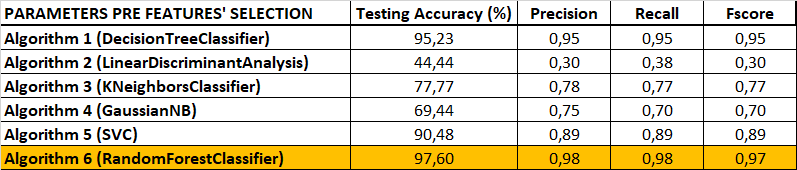 PARAMETERS PRE FEATURES' SELECTION Testing Accuracy (%) Precision Recall Fscore
Algorithm 1 (DecisionTreeClassifier) 95,23 0,95 0,95 0,95
Algorithm 2 (LinearDiscriminantAnalysis) 44,44 0,30 0,38 0,30
Algorithm 3 (KNeighborsClassifier) 77,77 0,78 0,77 0,77
Algorithm 4 (GaussianNB) 69,44 0,75 0,70 0,70
Algorithm 5 (SVC) 90,48 0,89 0,89 0,89
Algorithm 6 (RandomForestClassifier) 97,60 0,98 0,98 0,97